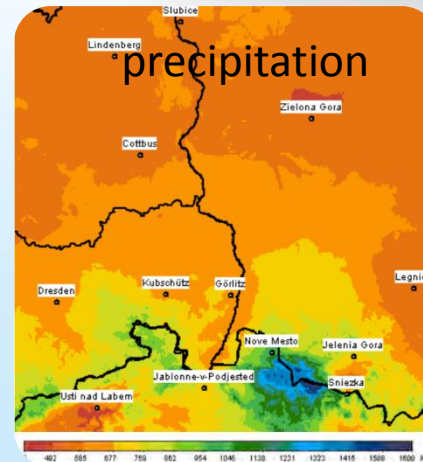 Slubice
Lindenberg
precipitation
Zielona Gora
Cottbus
Legni
Dresden
Kubschütz
Görlitz
Nove Mesto
Jelenia Gora
Jablonne-v-Podjested
Sniezka
Usti nad Labem
492 585 677 769 862 954 1046 1138 1231 1323 1415 1508 1600